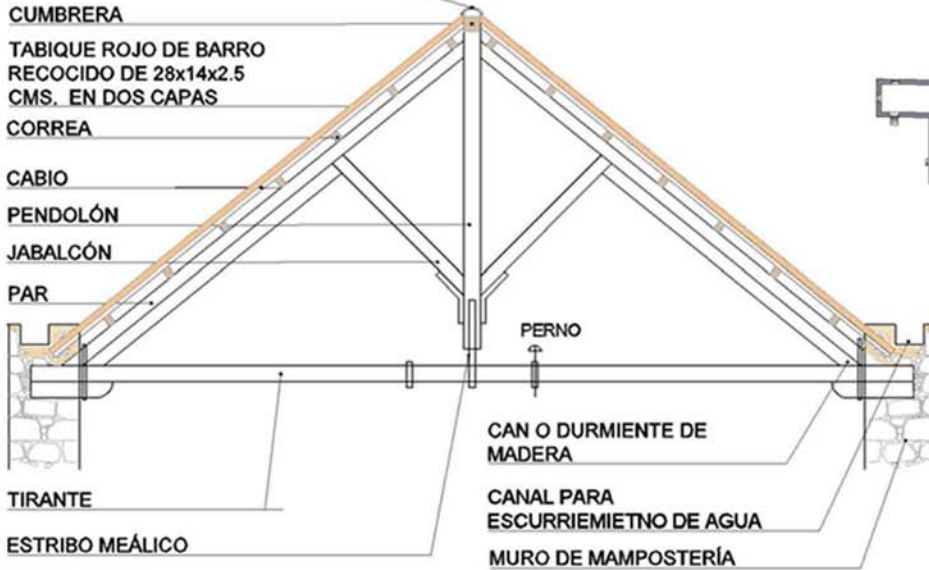 CUMBRERA
TABIQUE ROJO DE BARRO
RECOCIDO DE 28x14x2.5
CMS. EN DOS CAPAS
CORREA
CABIO
PENDOLÓN
JABALCÓN
PAR
PERNO
CAN O DURMIENTE DE
MADERA
TIRANTE
CANAL PARA
ESCURRIEMIETNO DE AGUA
ESTRIBO MEÁLICO
MURO DE MAMPOSTERÍA